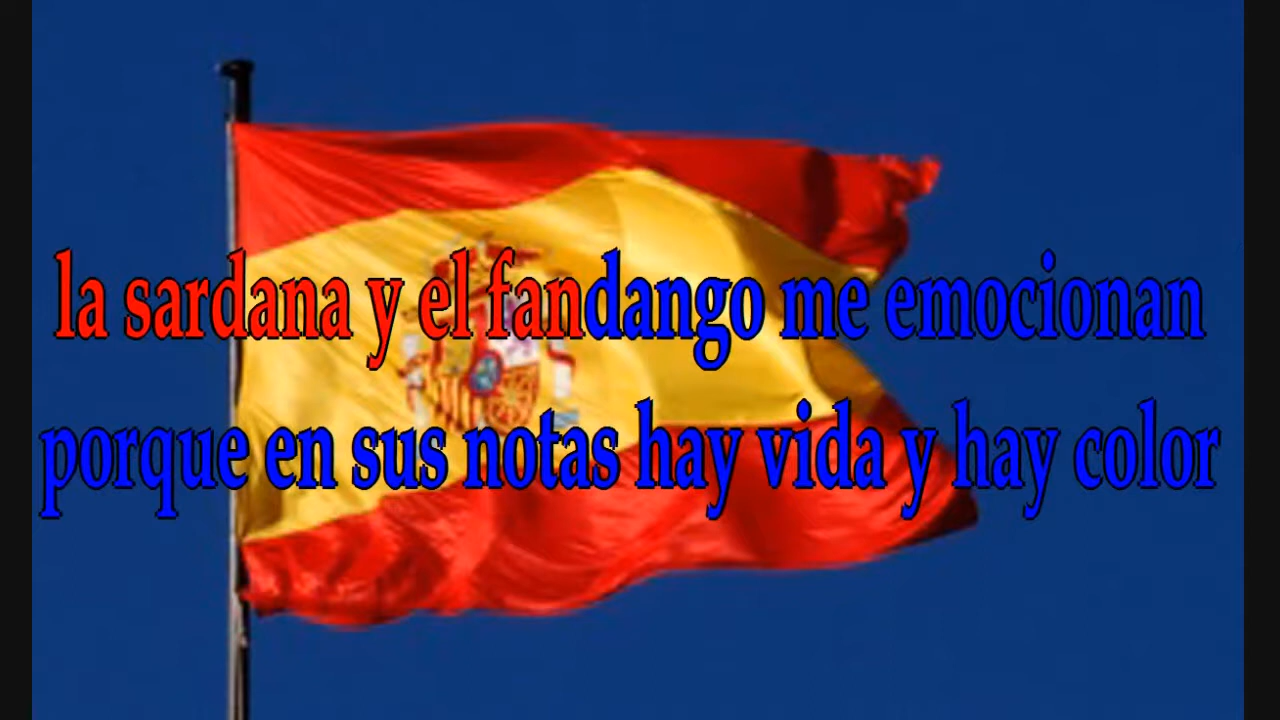 la sardana y el fandango me emocionan
porque en sus notas hay vida y hay color